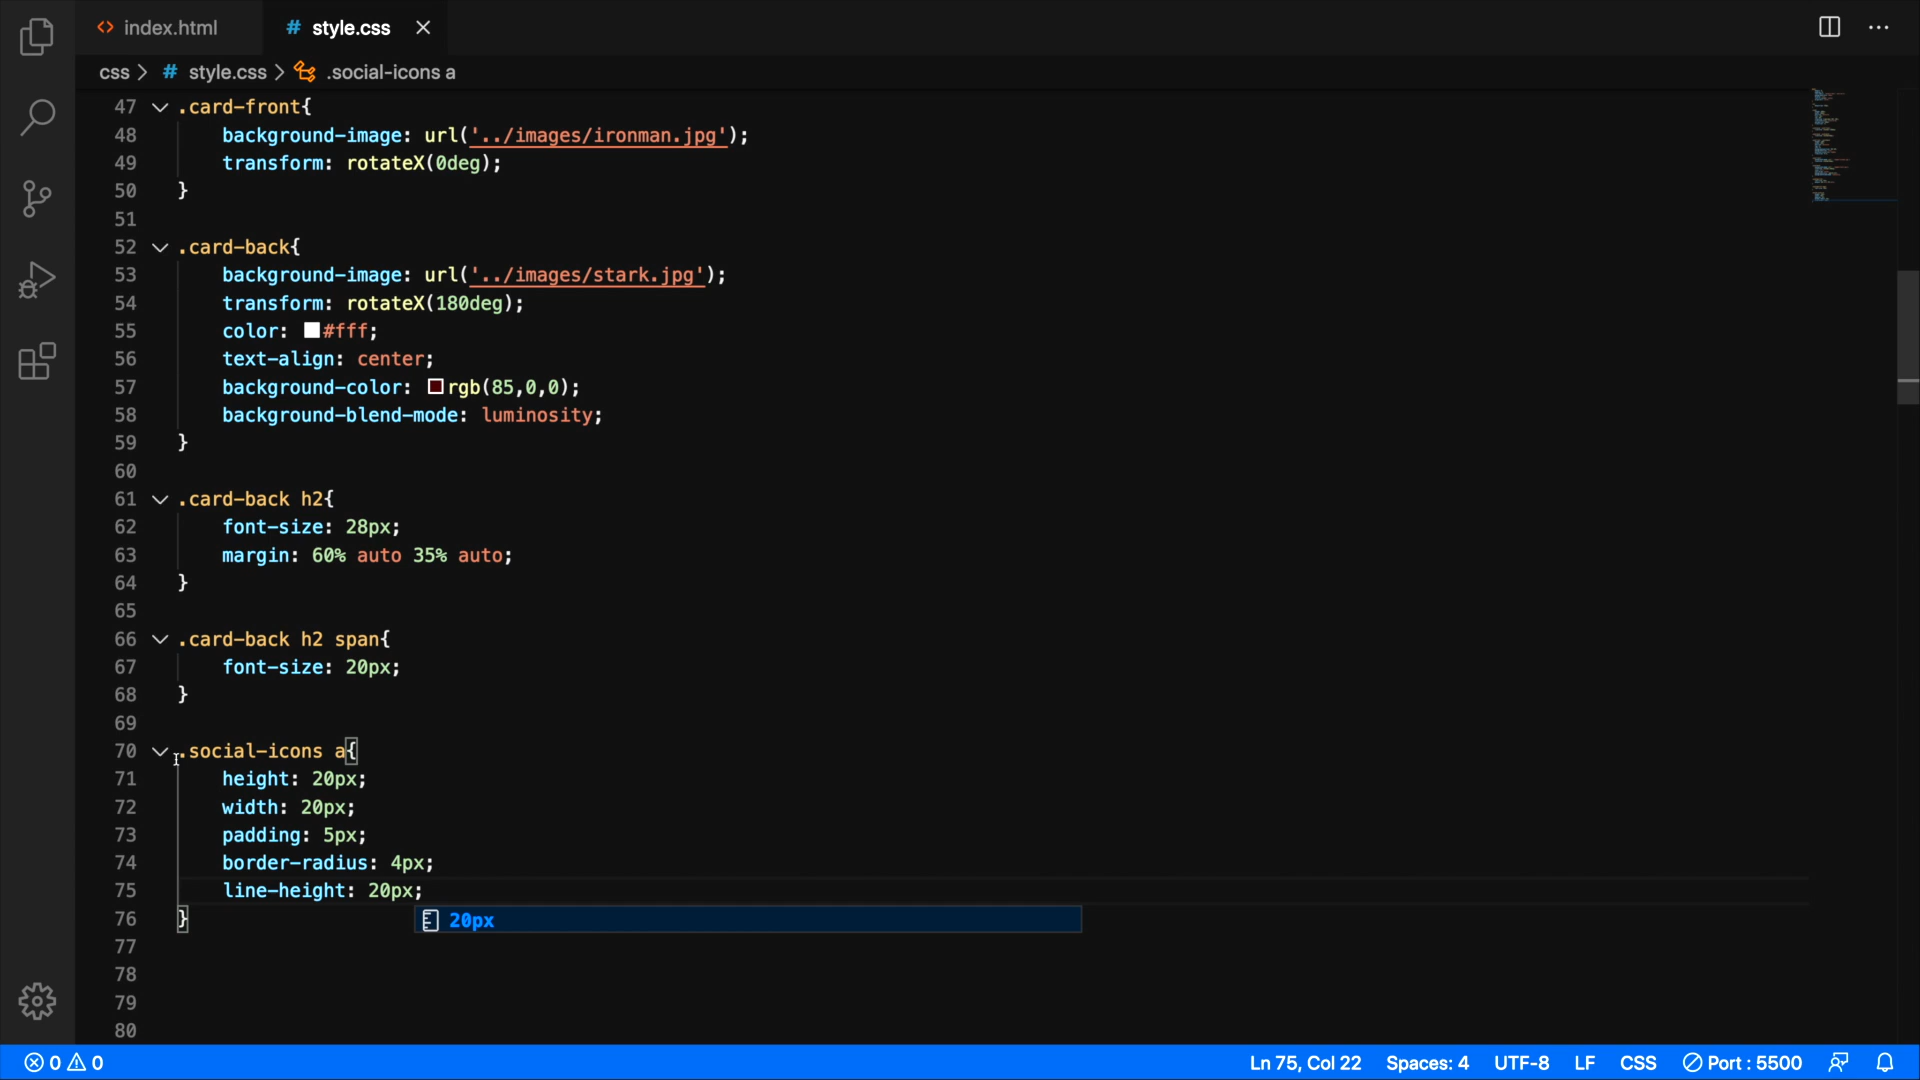 index.html
style.css
css > # style.css > .social-icons a
47 .card-front{
48 background-image: url('../images/ironman.jpg');
49 transform: rotateX(0deg);
50 }
51
52 .card-back{
53 background-image: url('../images/stark.jpg');
54 transform: rotateX(180deg);
55 color: #fff;
56 text-align: center;
57 background-color: rgb(85,0,0);
58 background-blend-mode: luminosity;
59 }
60
61 .card-back h2{
62 font-size: 28px;
63 margin: 60% auto 35% auto;
64 }
65
66 .card-back h2 span{
67 font-size: 20px;
68 }
69
70 .social-icons a{
71 height: 20px;
72 width: 20px;
73 padding: 5px;
74 border-radius: 4px;
75 line-height: 20px;
76 }
20px
77
78
79
80
0 0 Ln 75, Col 22 Spaces: 4 UTF-8 LF CSS Port : 5500